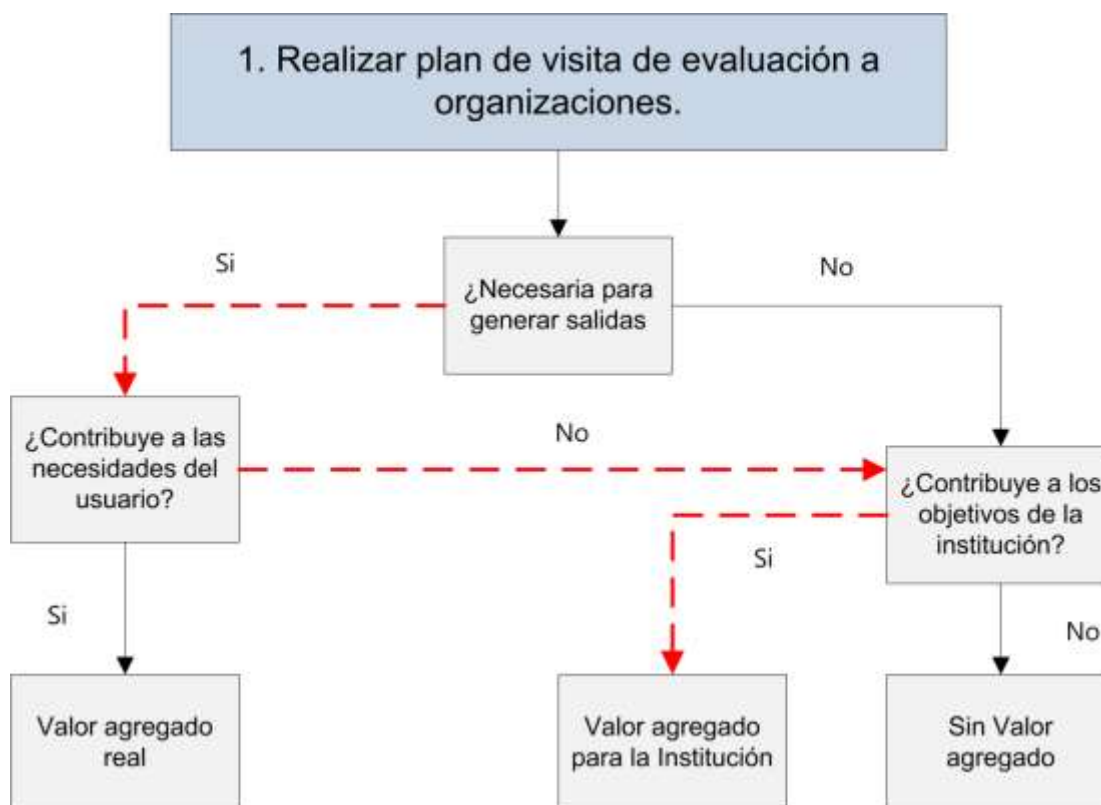 1. Realizar plan de visita de evaluación a
organizaciones.
Si
No
¿Necesaria para
generar salidas
¿Contribuye a las
necesidades del
usuario?
No
¿Contribuye a los
objetivos de la
institución?
Si
Si
No
Valor agregado
real
Valor agregado
para la Institución
Sin Valor
agregado